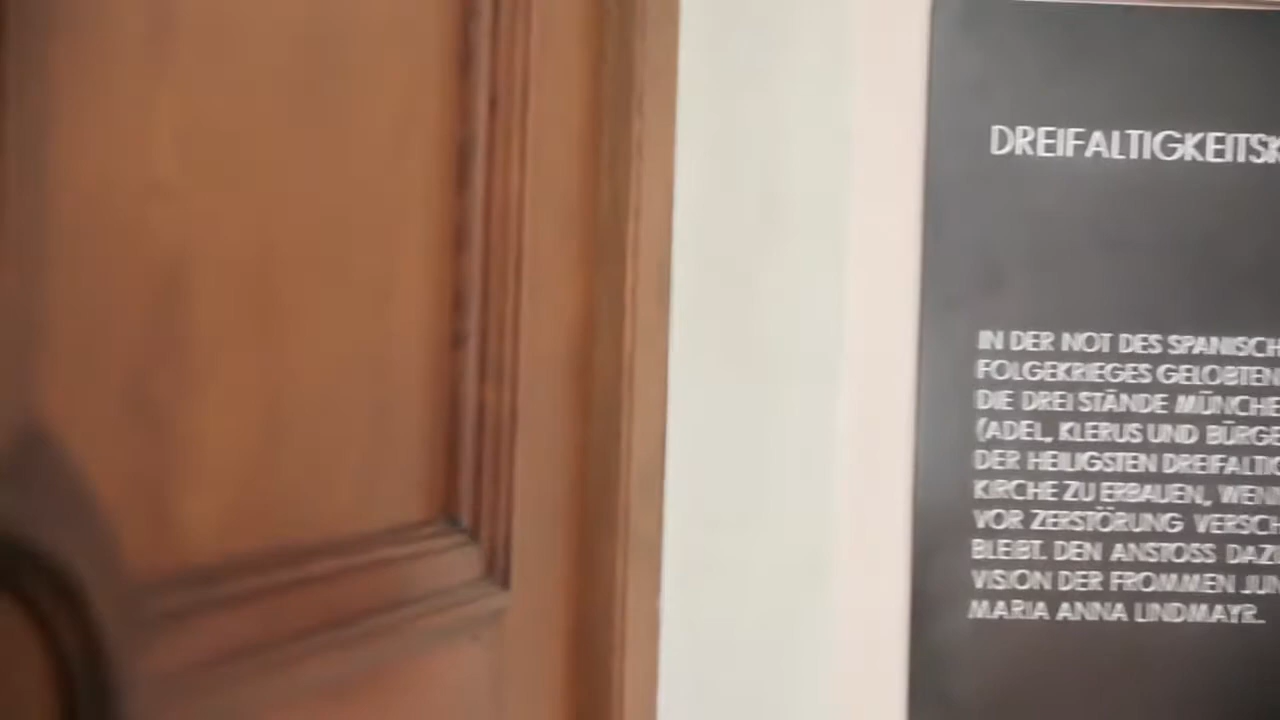 DREIFALTIGKEITSK
IN DER NOT DES SPANISCH
FOLGEKRIEGES GELOBTEN
DIE DREI STÄNDE MÜNCHE
(ADEL, KLERUS UND BÜRGE
DER HEILIGSTEN DREIFALTIG
KIRCHE ZU ERBAUEN, WENN
VOR ZERSTÖRUNG VERSCH
BLEIBT. DEN ANSTOSS DAZU
VISION DER FROMMEN JUN
MARIA ANNA LINDMAYR.